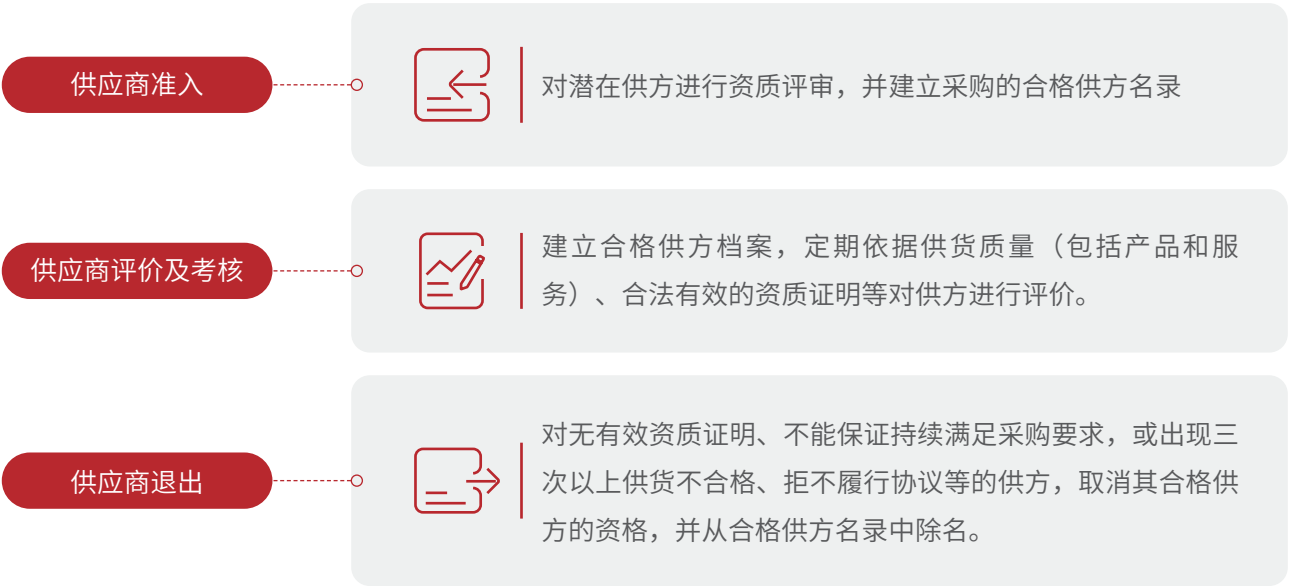 供应商准入
对潜在供方进行资质评审，并建立采购的合格供方名录
供应商评价及考核
建立合格供方档案，定期依据供货质量（包括产品和服
务）、合法有效的资质证明等对供方进行评价。
供应商退出
对无有效资质证明、不能保证持续满足采购要求，或出现三
次以上供货不合格、拒不履行协议等的供方，取消其合格供
方的资格，并从合格供方名录中除名。